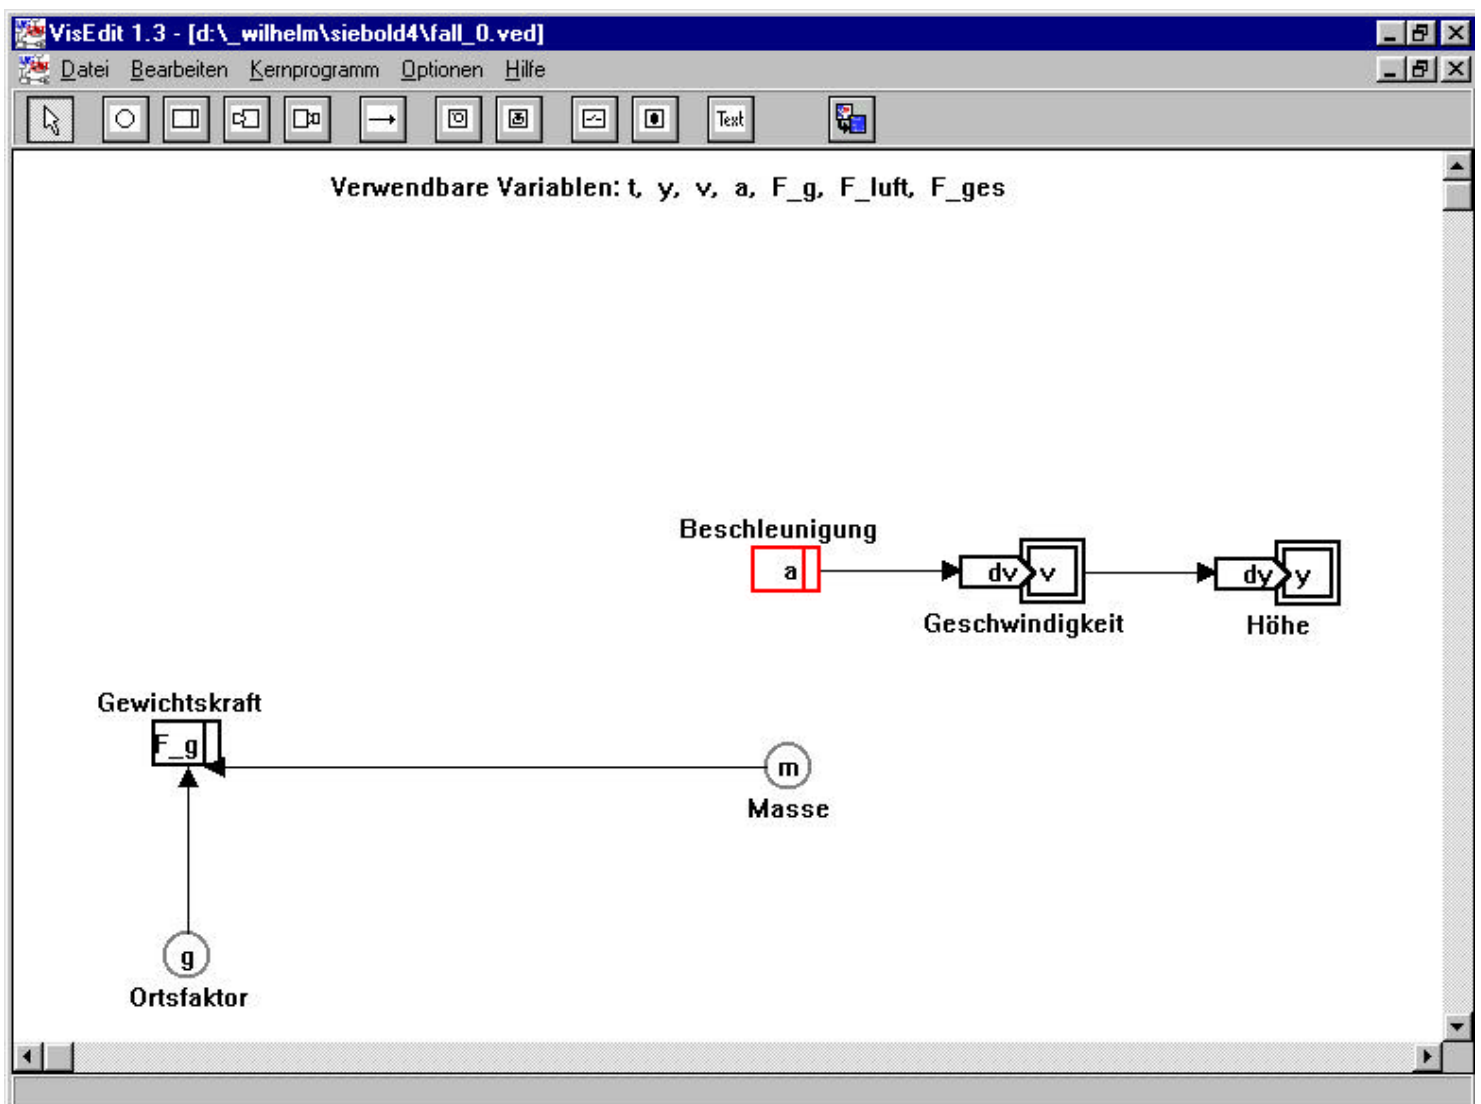 VisEdit 1.3 - [d:\_wilhelm\siebold4\fall_0.ved]
Datei Bearbeiten Kernprogramm Optionen Hilfe
Text
Verwendbare Variablen: t, y, v, a, F_g, F_luft, F_ges
Beschleunigung
a dv v dy y
Geschwindigkeit Höhe
Gewichtskraft
F_g
m
Masse
g
Ortsfaktor